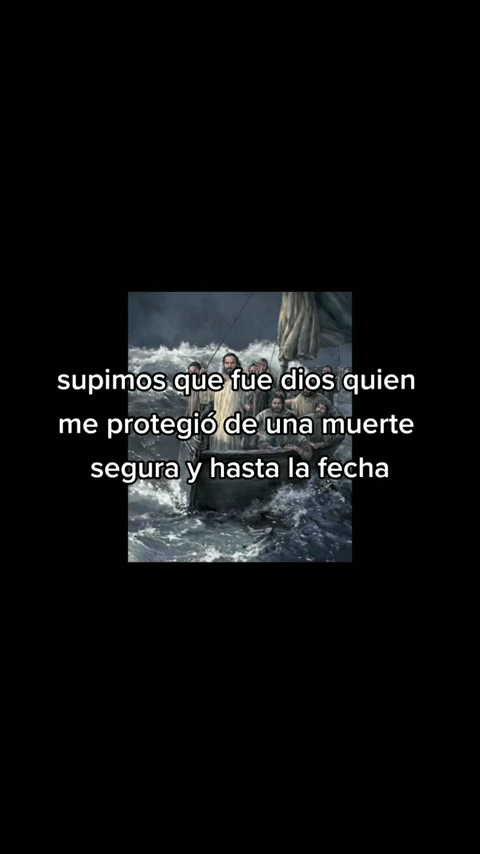 supimos que fue dios quien
me protegió de una muerte
segura y hasta la fecha